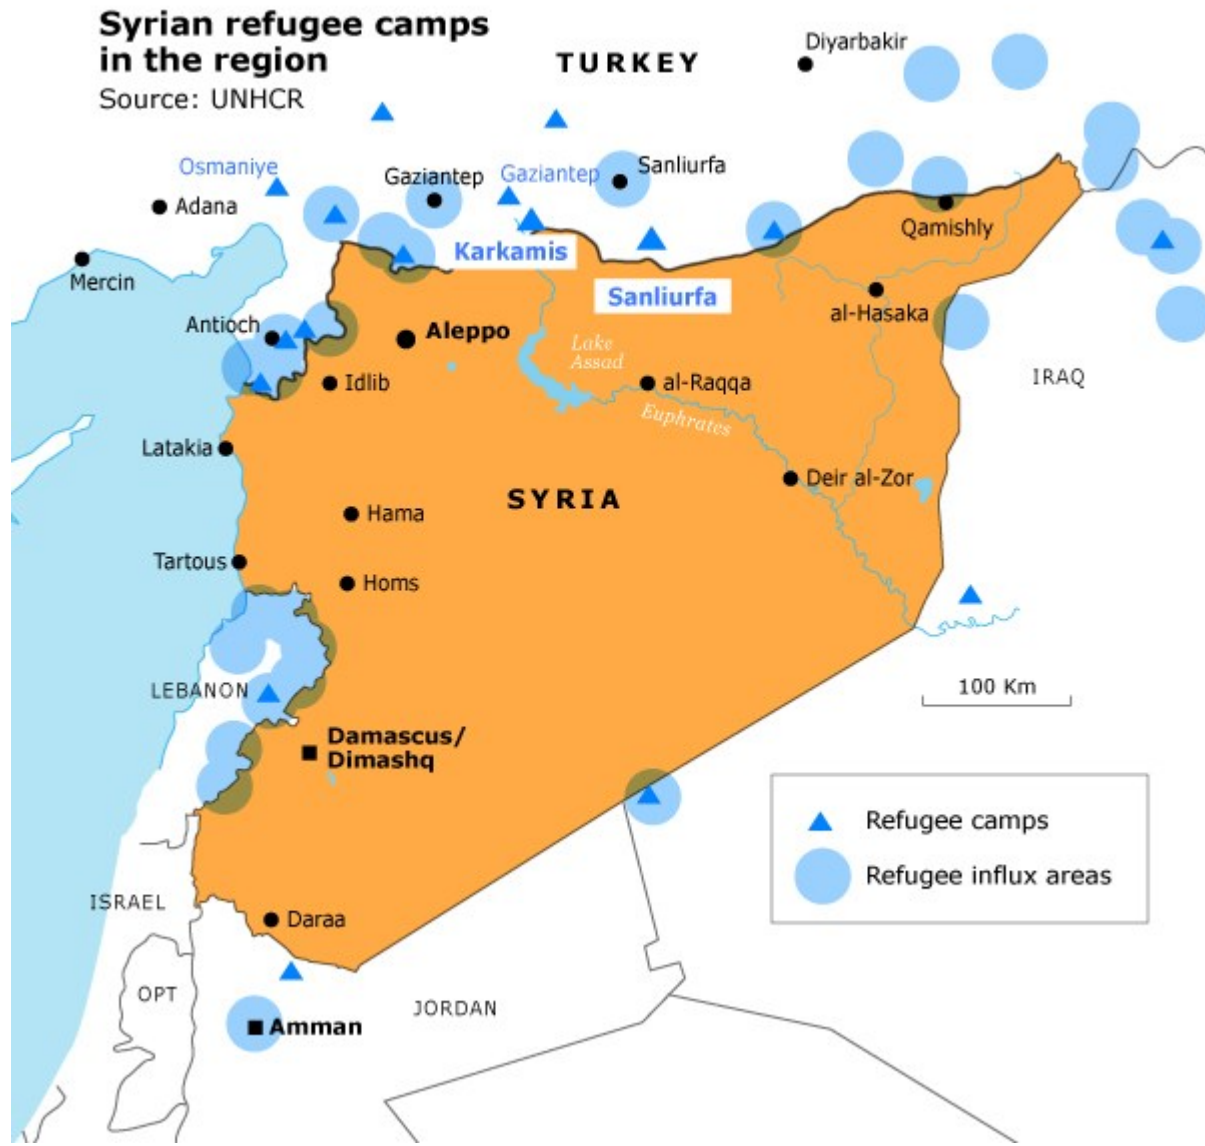 Syrian refugee camps
in the region
Source: UNHCR
TURKEY
Diyarbakir
Osmaniye
Gaziantep
Gaziantep
Sanliurfa
Adana
Karkamis
Qamishly
Mercin
Sanliurfa
al-Hasaka
Antioch
Aleppo
Lake
Assad
IRAQ
Idlib
al-Raqqa
Euphrates
Latakia
Deir al-Zor
SYRIA
Hama
Tartous
Homs
LEBANON
100 Km
Damascus/
Dimashq
Refugee camps
Refugee influx areas
ISRAEL
Daraa
OPT
JORDAN
Amman